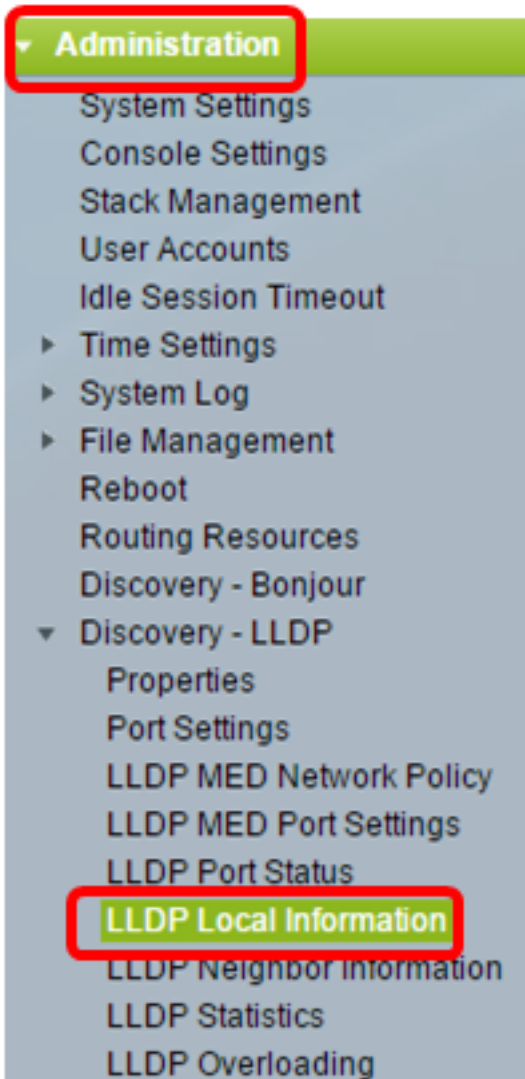 Administration
System Settings
Console Settings
Stack Management
User Accounts
Idle Session Timeout
Time Settings
System Log
File Management
Reboot
Routing Resources
Discovery - Bonjour
Discovery - LLDP
Properties
Port Settings
LLDP MED Network Policy
LLDP MED Port Settings
LLDP Port Status
LLDP Local Information
LLDP Neighbor Information
LLDP Statistics
LLDP Overloading